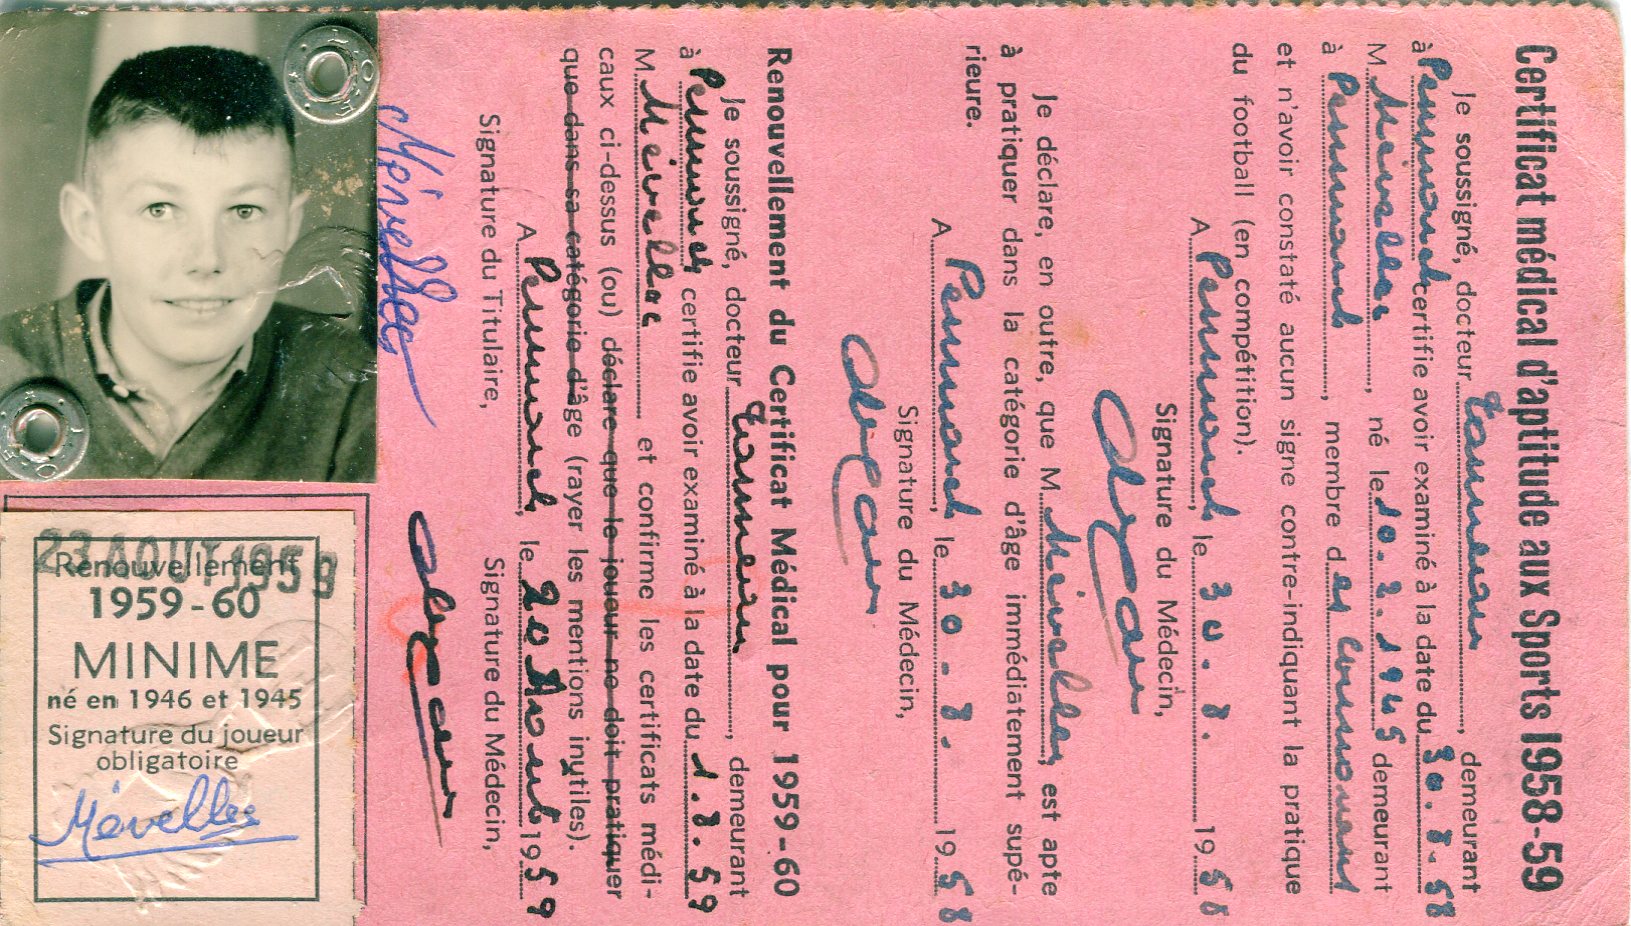 Certificat médical d'aptitude aux Sports 1958-59
Je soussigné, docteur, demeurant
à Penmarch certifie avoir examiné à la date du 30.8.58
M., né le 10.2.1945 demeurant
à Penmarch, membre d
et n'avoir constaté aucun signe contre-indiquant la pratique
du football (en compétition).
A Penmarch, le 30.8. 1958
Signature du Médecin,
Je déclare, en outre, que M., est apte
à pratiquer dans la catégorie d'âge immédiatement supé-
rieure.
A Penmarch, le 30-8- 1958
Signature du Médecin,
Renouvellement du Certificat Médical pour 1959-60
Je soussigné, docteur, demeurant
à Penmarch certifie avoir examiné à la date du 1.8.59
M. et confirme les certificats médi-
caux ci-dessus (ou) déclare que le joueur ne doit pratiquer
que dans sa catégorie d'âge (rayer les mentions inutiles).
A Penmarch, le 20 Aout 1959
Signature du Titulaire, Signature du Médecin,
23 AOUT 1959
Renouvellement
1959-60
MINIME
né en 1946 et 1945
Signature du joueur
obligatoire